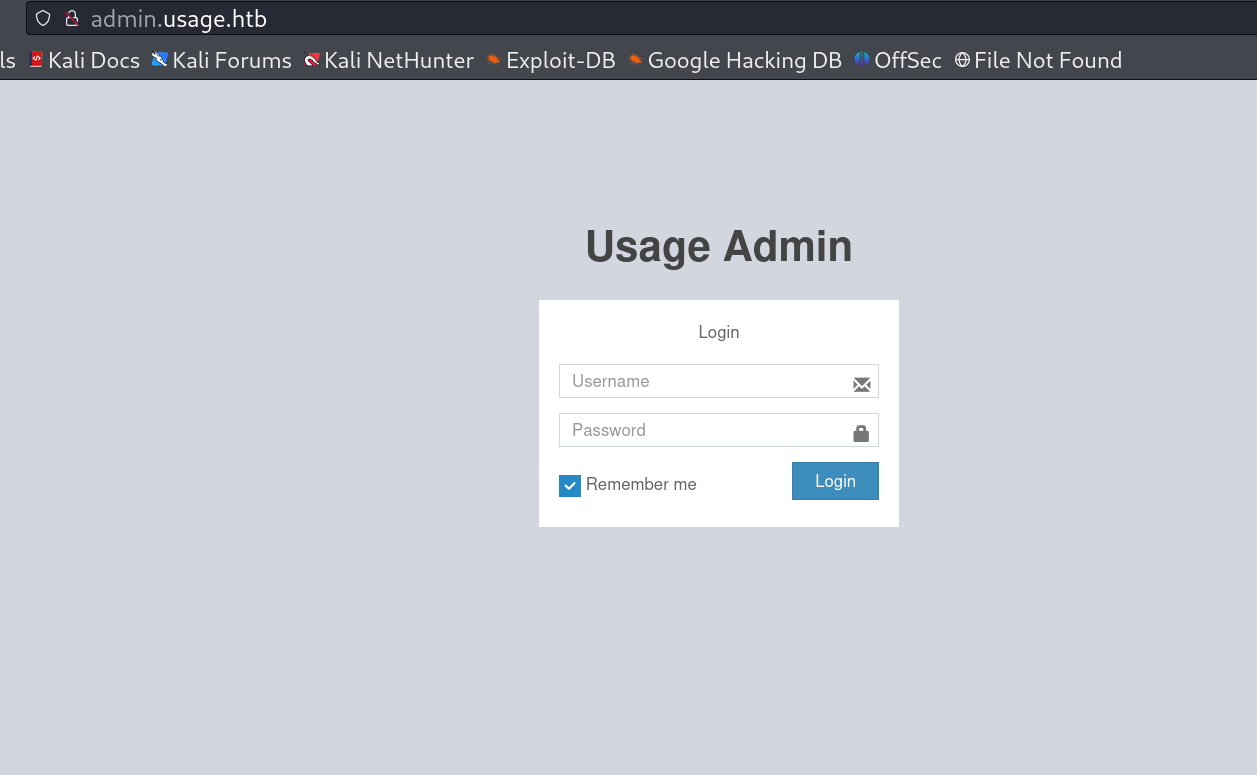 admin.usage.htb
ls Kali Docs Kali Forums Kali NetHunter Exploit-DB Google Hacking DB OffSec File Not Found
Usage Admin
Login
Username
Password
Remember me Login